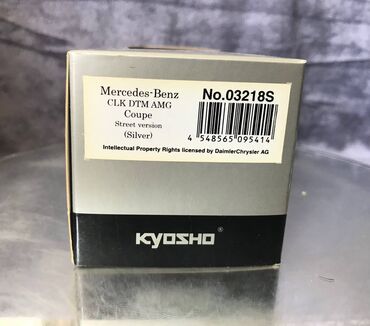 Mercedes-Benz
CLK DTM AMG
Coupe
Street version
(Silver)
No.03218S
4 548565 095414
Intellectual Property Rights licensed by DaimlerChrysler AG
KYOSHO®